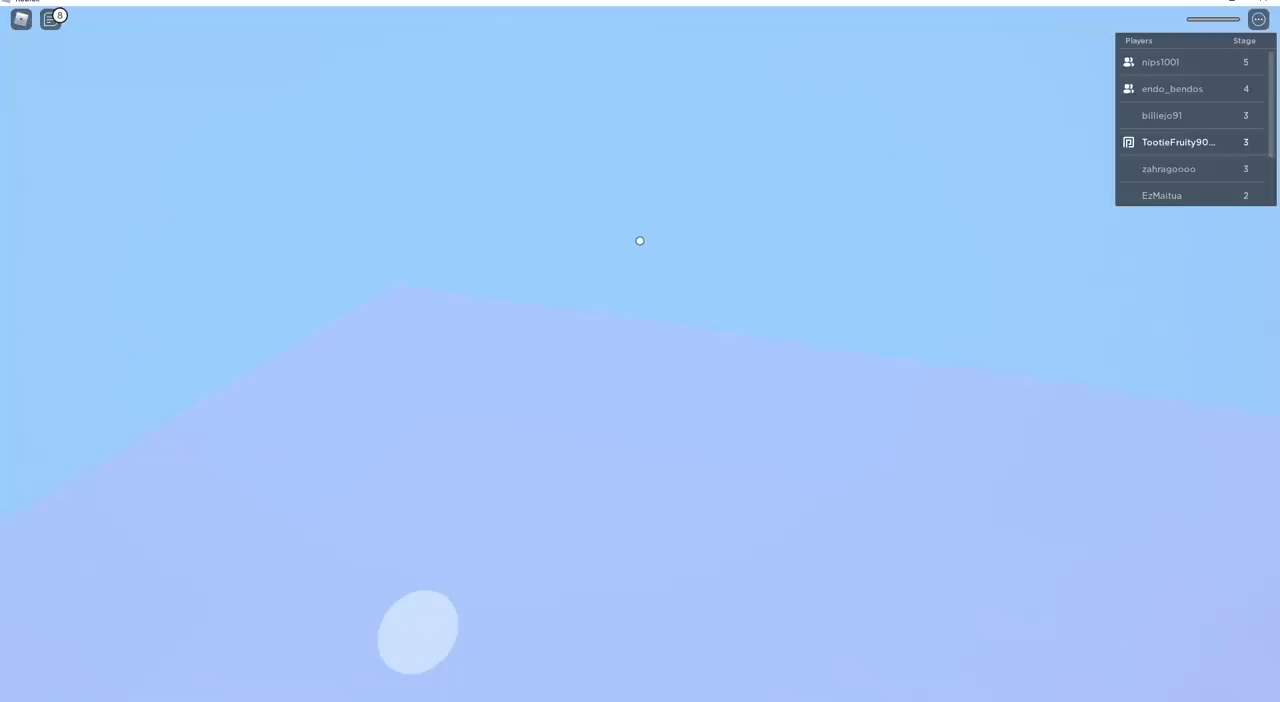 8
Players Stage
nips1001 5
endo_bendos 4
billiejo91 3
TootieFruity90... 3
zahragoooo 3
EzMaitua 2